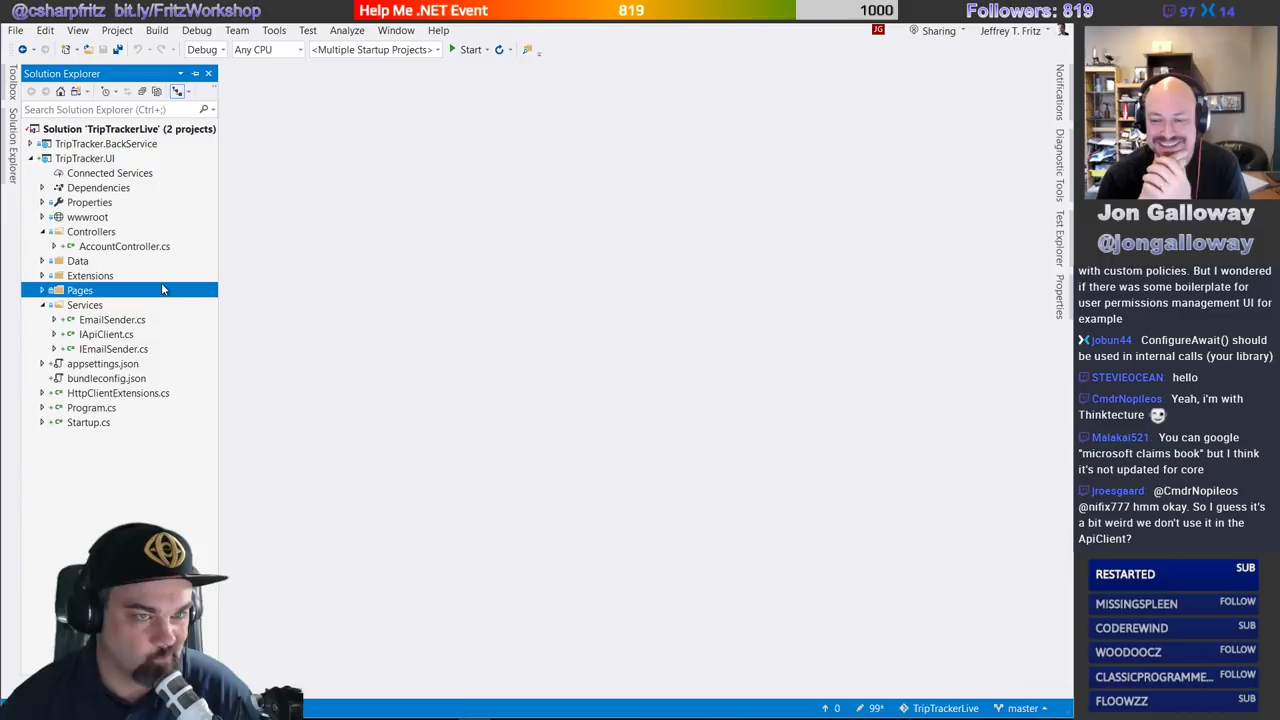 @csharpfritz bit.ly/FritzWorkshop
Help Me .NET Event
819
1000
Followers: 819
97
14
File Edit View Project Build Debug Team Tools Test Analyze Window Help
JG
Sharing
Jeffrey T. Fritz
Debug
Any CPU
<Multiple Startup Projects>
Start
Toolbox
Solution Explorer
Solution Explorer
Search Solution Explorer (Ctrl+;)
Solution 'TripTrackerLive' (2 projects)
TripTracker.BackService
TripTracker.UI
Connected Services
Dependencies
Properties
wwwroot
Controllers
AccountController.cs
Data
Extensions
Pages
Services
EmailSender.cs
IApiClient.cs
IEmailSender.cs
appsettings.json
bundleconfig.json
HttpClientExtensions.cs
Program.cs
Startup.cs
Notifications
Diagnostic Tools
Test Explorer
Properties
Jon Galloway
@jongalloway
with custom policies. But I wondered
if there was some boilerplate for
user permissions management UI for
example
jobun44 ConfigureAwait() should
be used in internal calls (your library)
STEVIEOCEAN: hello
CmdrNopileos: Yeah, i'm with
Thinktecture
Malakai521: You can google
"microsoft claims book" but I think
it's not updated for core
jroesgaard: @CmdrNopileos
@nifix777 hmm okay. So I guess it's
a bit weird we don't use it in the
ApiClient?
RESTARTED SUB
MISSINGSPLEEN FOLLOW
CODEREWIND SUB
WOODOOCZ FOLLOW
CLASSICPROGRAMME... FOLLOW
FLOOWZZ SUB
0
99*
TripTrackerLive
master